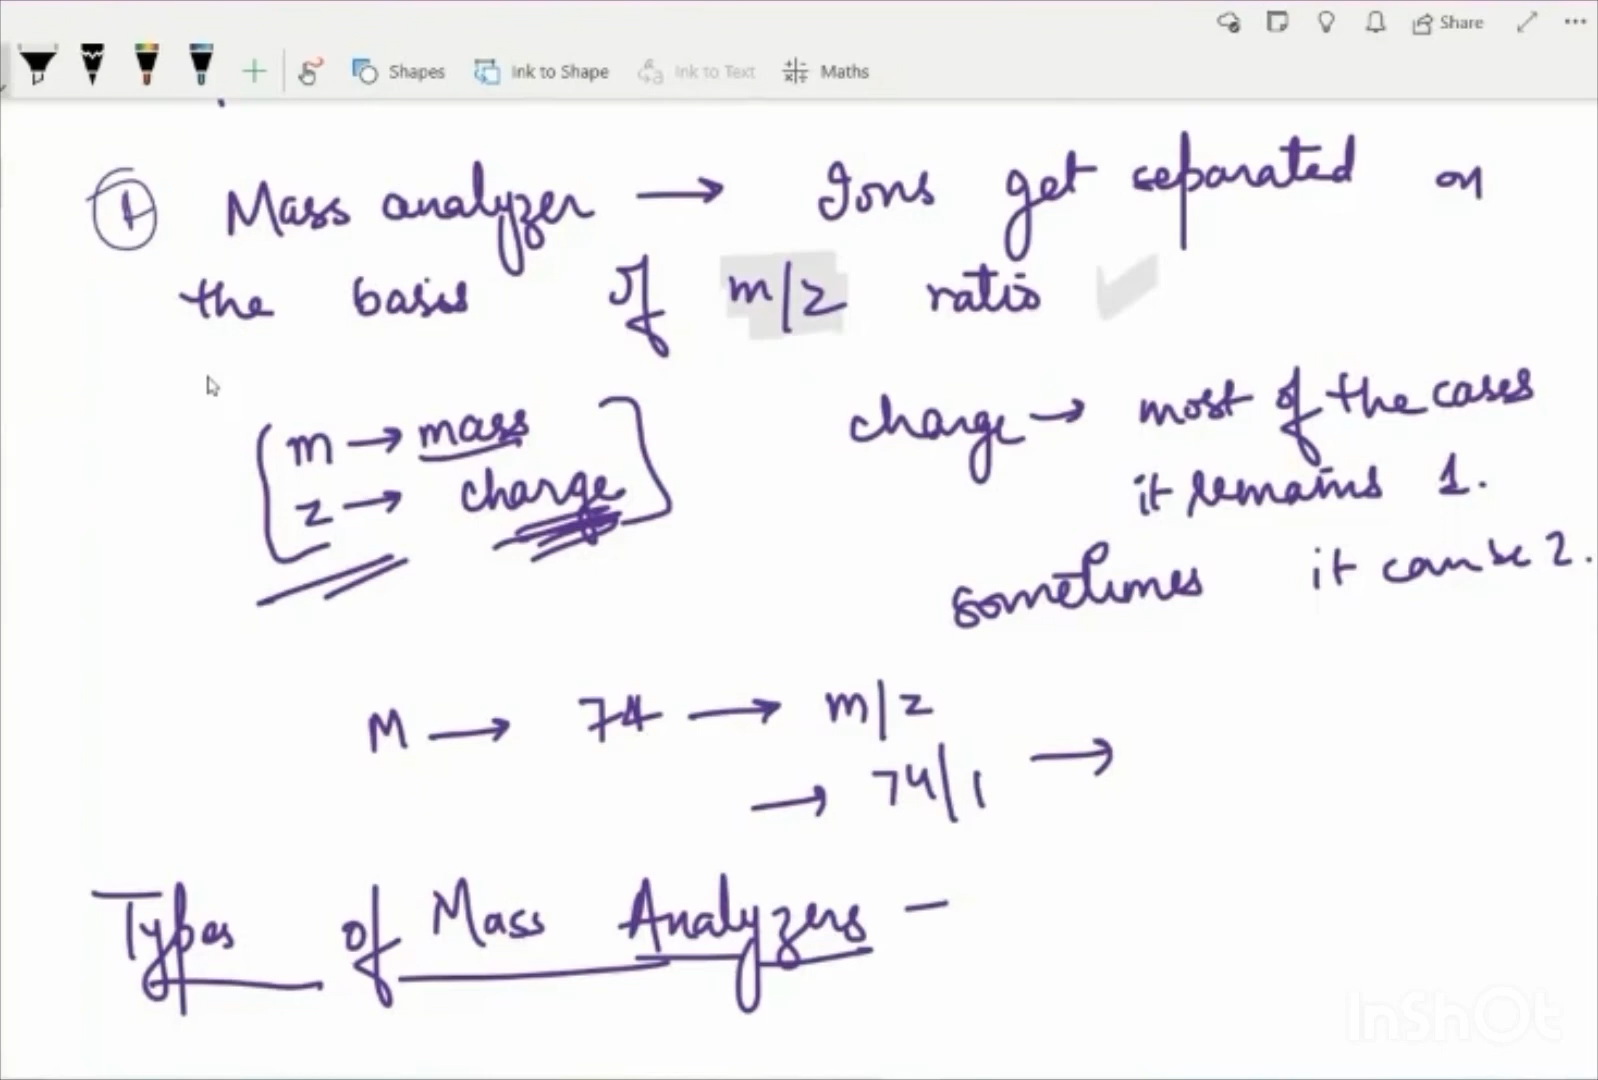 Share
Shapes Ink to Shape Ink to Text Maths
1 Mass analyzer → Ions get separated on
the basis of m/z ratio
m → mass
z → charge
charge → most of the cases
it remains 1.
sometimes it can be 2.
M → 74 → m/z
→ 74/1 →
Types of Mass Analyzers –
InShOt